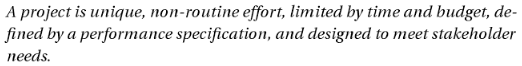 A project is unique, non-routine effort, limited by time and budget, de-
fined by a performance specification, and designed to meet stakeholder
needs.